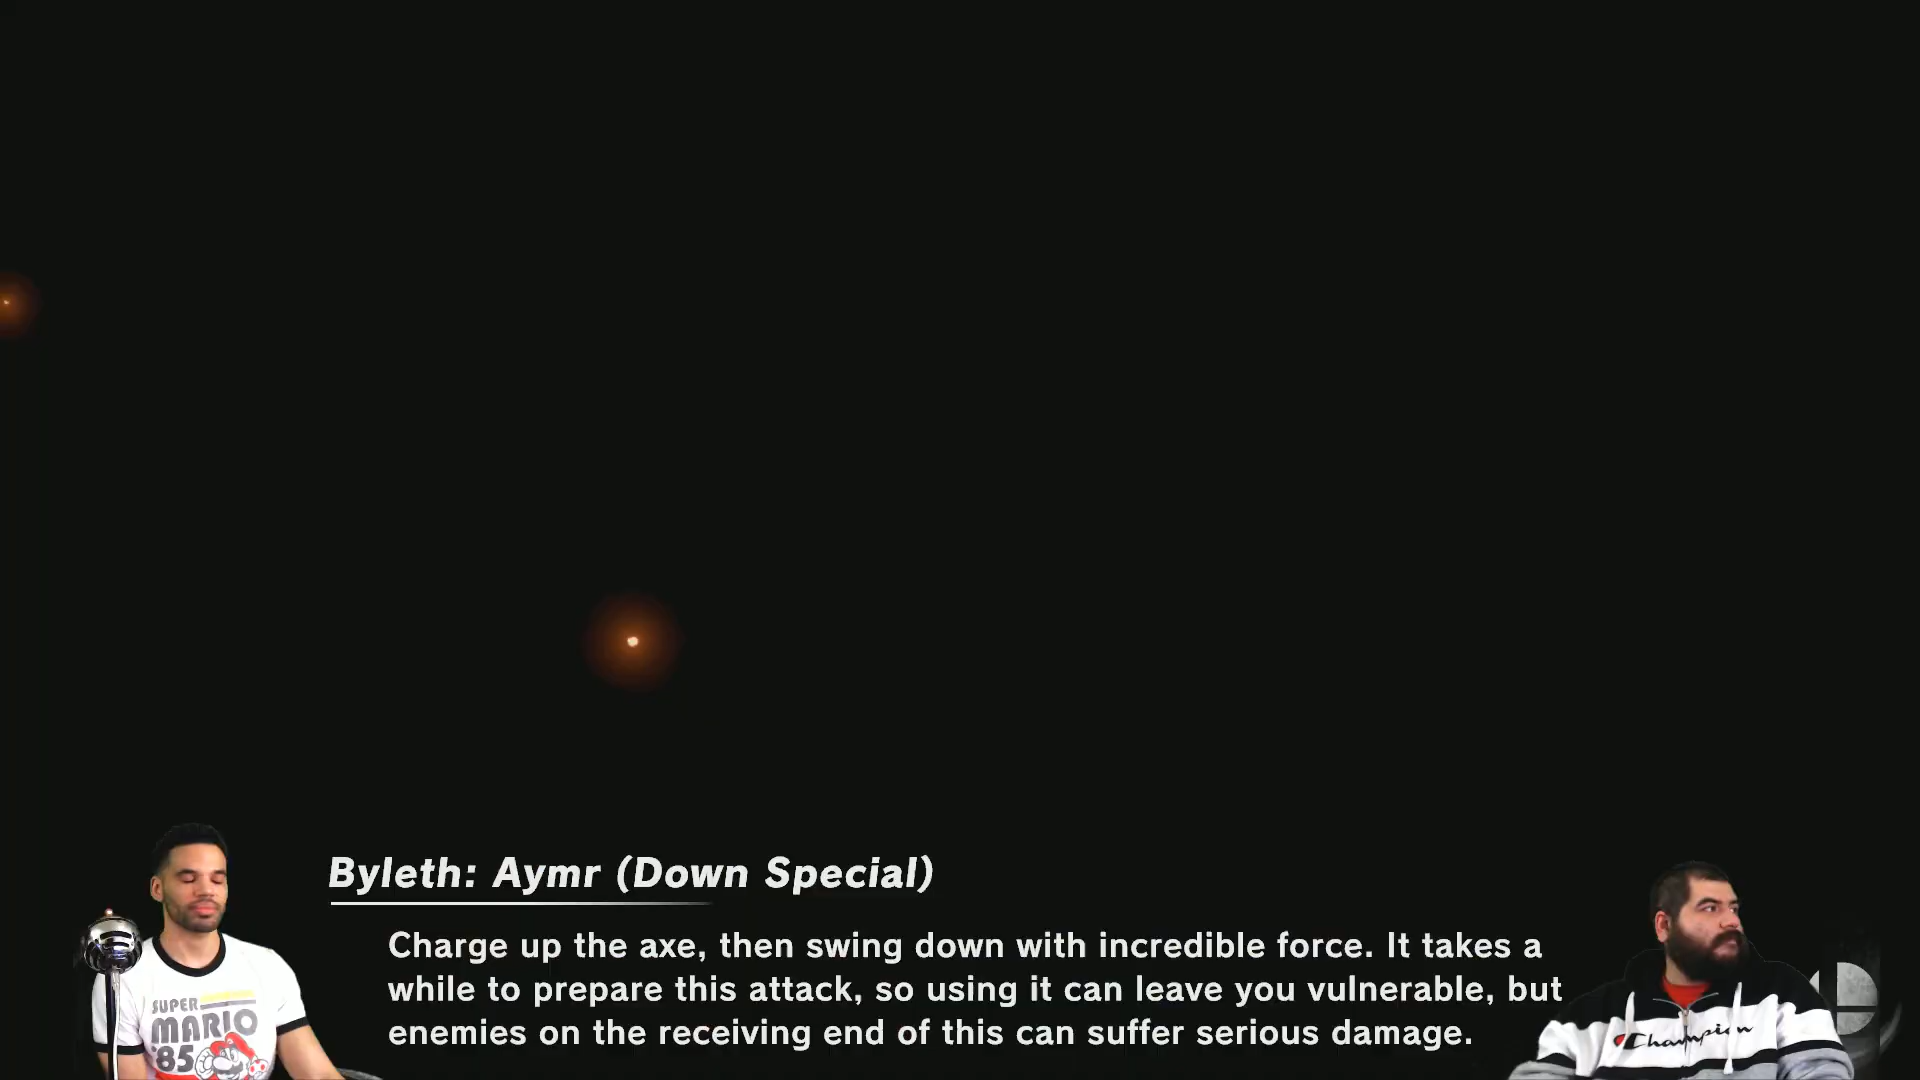 Byleth: Aymr (Down Special)
Charge up the axe, then swing down with incredible force. It takes a
while to prepare this attack, so using it can leave you vulnerable, but
enemies on the receiving end of this can suffer serious damage.
SUPER
MARIO
'85
Champion